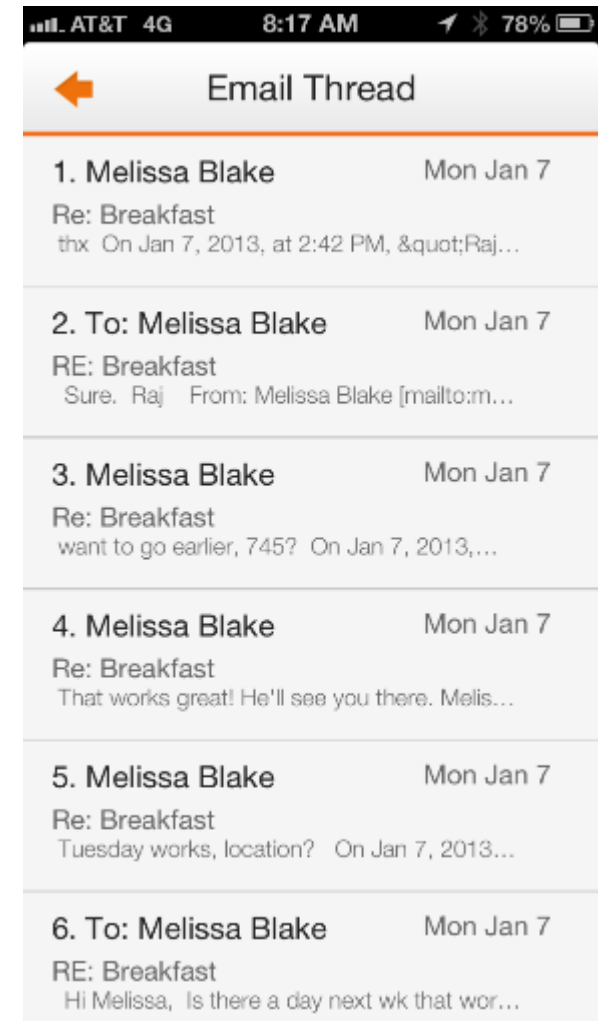 AT&T 4G 8:17 AM 78%
Email Thread
1. Melissa Blake Mon Jan 7
Re: Breakfast
thx On Jan 7, 2013, at 2:42 PM, &quot;Raj...
2. To: Melissa Blake Mon Jan 7
RE: Breakfast
Sure. Raj From: Melissa Blake [mailto:m...
3. Melissa Blake Mon Jan 7
Re: Breakfast
want to go earlier, 745? On Jan 7, 2013,...
4. Melissa Blake Mon Jan 7
Re: Breakfast
That works great! He'll see you there. Melis...
5. Melissa Blake Mon Jan 7
Re: Breakfast
Tuesday works, location? On Jan 7, 2013...
6. To: Melissa Blake Mon Jan 7
RE: Breakfast
Hi Melissa, Is there a day next wk that wor...